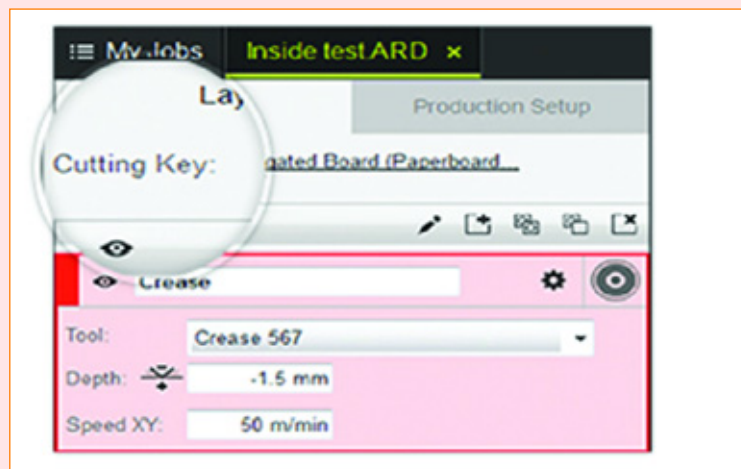 My Jobs Inside test.ARD ×
Lay Production Setup
Cutting Key: gated Board (Paperboard...
Crease
Tool: Crease 567
Depth: -1.5 mm
Speed XY: 50 m/min